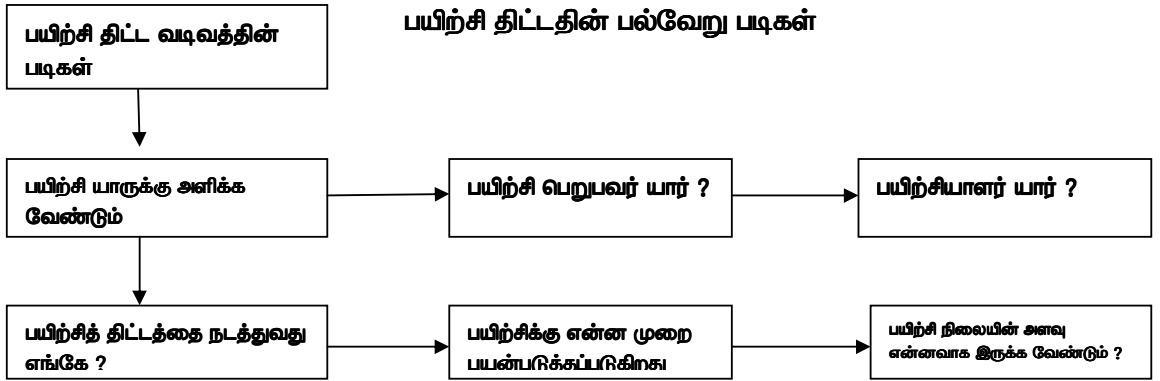 பயிற்சி திட்டதின் பல்வேறு படிகள்
பயிற்சி திட்ட வடிவத்தின்
படிகள்
பயிற்சி யாருக்கு அளிக்க
வேண்டும்
பயிற்சி பெறுபவர் யார் ?
பயிற்சியாளர் யார் ?
பயிற்சித் திட்டத்தை நடத்துவது
எங்கே ?
பயிற்சிக்கு என்ன முறை
பயன்படுத்தப்படுகிறது
பயிற்சி நிலையின் அளவு
என்னவாக இருக்க வேண்டும் ?